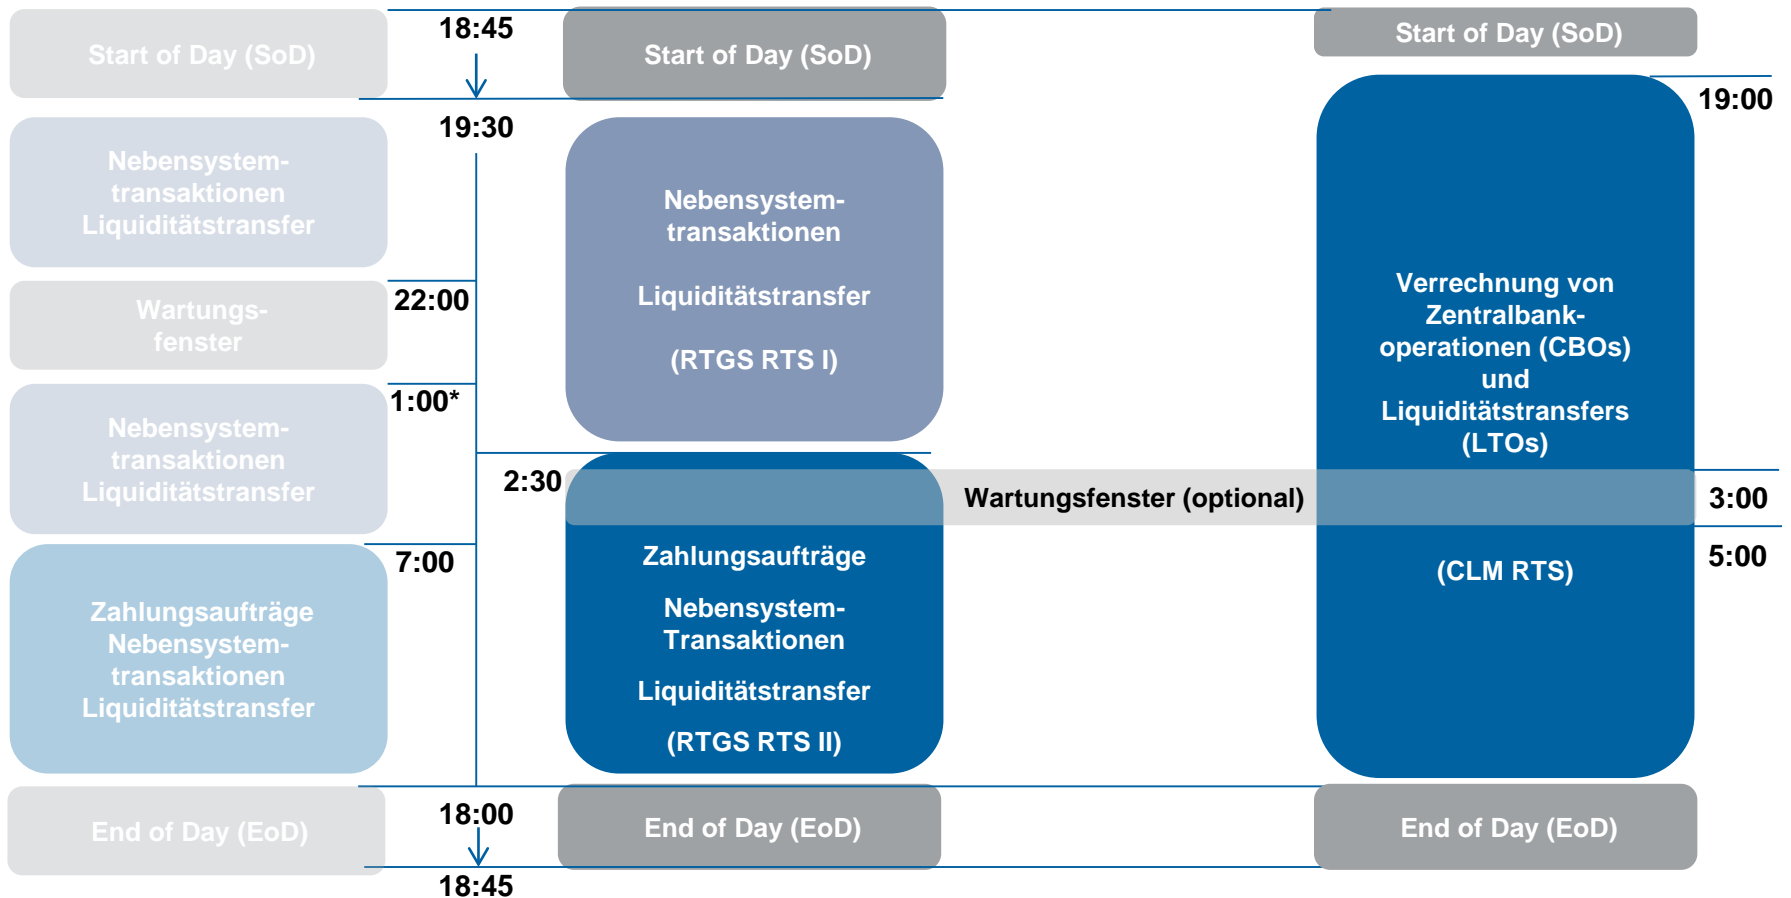 Start of Day (SoD)
Nebensystem-
transaktionen
Liquiditätstransfer
Wartungs-
fenster
Nebensystem-
transaktionen
Liquiditätstransfer
Zahlungsaufträge
Nebensystem-
transaktionen
Liquiditätstransfer
End of Day (EoD)
18:45
19:30
22:00
1:00*
2:30
7:00
18:00
18:45
Start of Day (SoD)
Nebensystem-
transaktionen
Liquiditätstransfer
(RTGS RTS I)
Zahlungsaufträge
Nebensystem-
Transaktionen
Liquiditätstransfer
(RTGS RTS II)
End of Day (EoD)
Wartungsfenster (optional)
Start of Day (SoD)
Verrechnung von
Zentralbank-
operationen (CBOs)
und
Liquiditätstransfers
(LTOs)
(CLM RTS)
End of Day (EoD)
19:00
3:00
5:00